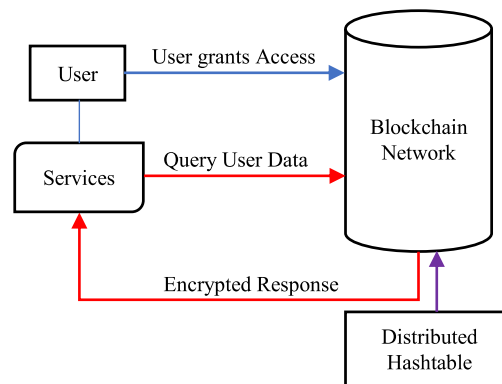 User grants Access
User
Blockchain
Network
Query User Data
Services
Encrypted Response
Distributed
Hashtable